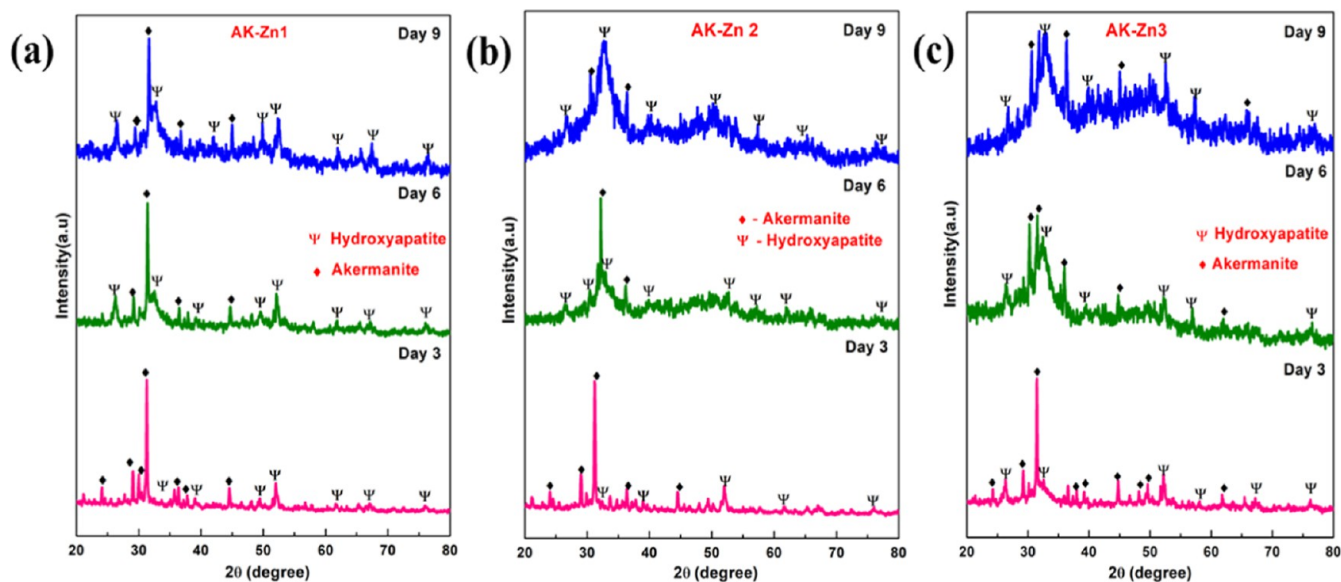 (a)
AK-Zn1
Day 9
Day 6
Ψ Hydroxyapatite
♦ Akermanite
Day 3
Intensity(a.u)
20 30 40 50 60 70 80
2θ (degree)
(b)
AK-Zn 2
Day 9
Day 6
♦ - Akermanite
Ψ - Hydroxyapatite
Day 3
Intensity(a.u)
20 30 40 50 60 70 80
2θ (degree)
(c)
AK-Zn3
Day 9
Day 6
Ψ Hydroxyapatite
♦ Akermanite
Day 3
Intensity(a.u)
20 30 40 50 60 70 80
2θ (degree)